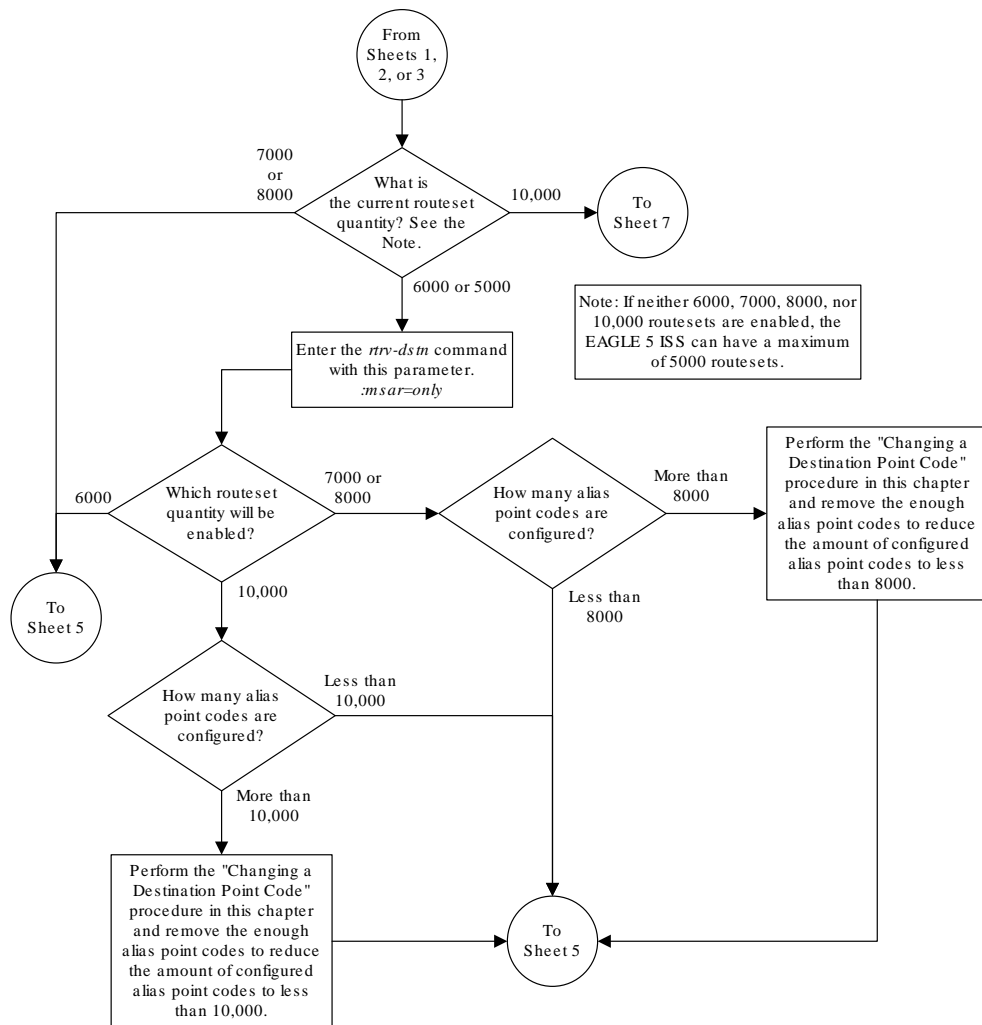 From
Sheets 1,
2, or 3
7000
or
8000
What is
the current routeset
quantity? See the
Note.
10,000
To
Sheet 7
6000 or 5000
Note: If neither 6000, 7000, 8000, nor
10,000 routesets are enabled, the
EAGLE 5 ISS can have a maximum
of 5000 routesets.
Enter the rtrv-dstn command
with this parameter.
:msar=only
6000
Which routeset
quantity will be
enabled?
7000 or
8000
How many alias
point codes are
configured?
More than
8000
Perform the "Changing a
Destination Point Code"
procedure in this chapter
and remove the enough
alias point codes to reduce
the amount of configured
alias point codes to less
than 8000.
To
Sheet 5
10,000
Less than
8000
How many alias
point codes are
configured?
Less than
10,000
More than
10,000
Perform the "Changing a
Destination Point Code"
procedure in this chapter
and remove the enough
alias point codes to reduce
the amount of configured
alias point codes to less
than 10,000.
To
Sheet 5